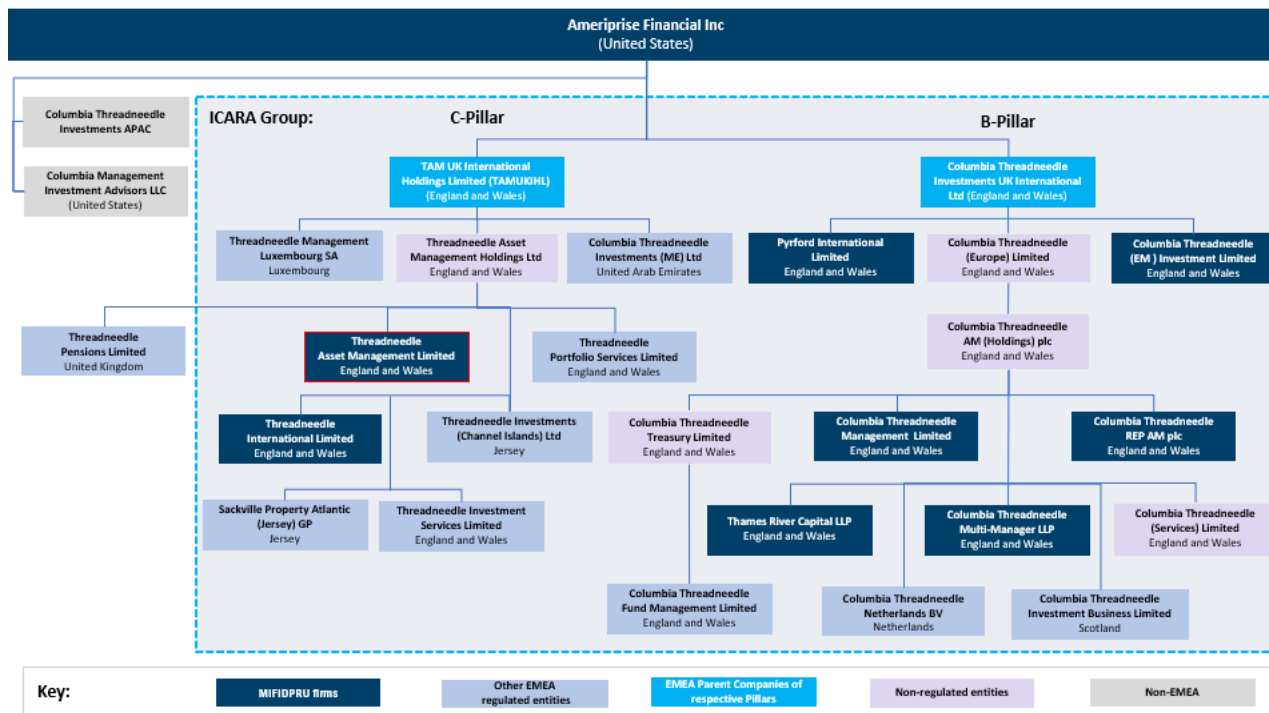 Ameriprise Financial Inc
(United States)
Columbia Threadneedle
Investments APAC
Columbia Management
Investment Advisors LLC
(United States)
ICARA Group:
C-Pillar
B-Pillar
TAM UK International
Holdings Limited (TAMUKIHL)
(England and Wales)
Columbia Threadneedle
Investments UK International
Ltd (England and Wales)
Threadneedle Management
Luxembourg SA
Luxembourg
Threadneedle Asset
Management Holdings Ltd
England and Wales
Columbia Threadneedle
Investments (ME) Ltd
United Arab Emirates
Pyrford International
Limited
England and Wales
Columbia Threadneedle
(Europe) Limited
England and Wales
Columbia Threadneedle
(EM ) Investment Limited
England and Wales
Threadneedle
Pensions Limited
United Kingdom
Threadneedle
Asset Management Limited
England and Wales
Threadneedle
Portfolio Services Limited
England and Wales
Columbia Threadneedle
AM (Holdings) plc
England and Wales
Threadneedle
International Limited
England and Wales
Threadneedle Investments
(Channel Islands) Ltd
Jersey
Columbia Threadneedle
Treasury Limited
England and Wales
Columbia Threadneedle
Management Limited
England and Wales
Columbia Threadneedle
REP AM plc
England and Wales
Sackville Property Atlantic
(Jersey) GP
Jersey
Threadneedle Investment
Services Limited
England and Wales
Thames River Capital LLP
England and Wales
Columbia Threadneedle
Multi-Manager LLP
England and Wales
Columbia Threadneedle
(Services) Limited
England and Wales
Columbia Threadneedle
Fund Management Limited
England and Wales
Columbia Threadneedle
Netherlands BV
Netherlands
Columbia Threadneedle
Investment Business Limited
Scotland
Key:
MIFIDPRU firms
Other EMEA
regulated entities
EMEA Parent Companies of
respective Pillars
Non-regulated entities
Non-EMEA